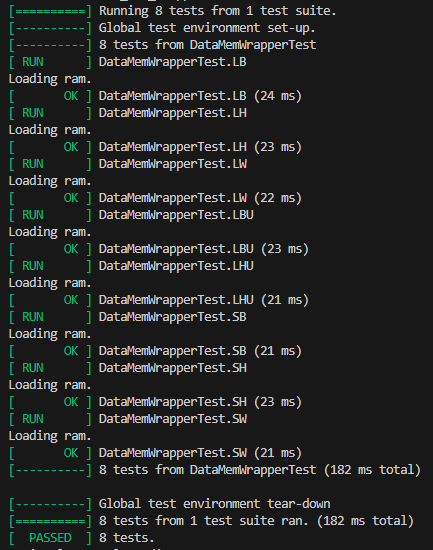 [==========] Running 8 tests from 1 test suite.
[----------] Global test environment set-up.
[----------] 8 tests from DataMemWrapperTest
[ RUN      ] DataMemWrapperTest.LB
Loading ram.
[       OK ] DataMemWrapperTest.LB (24 ms)
[ RUN      ] DataMemWrapperTest.LH
Loading ram.
[       OK ] DataMemWrapperTest.LH (23 ms)
[ RUN      ] DataMemWrapperTest.LW
Loading ram.
[       OK ] DataMemWrapperTest.LW (22 ms)
[ RUN      ] DataMemWrapperTest.LBU
Loading ram.
[       OK ] DataMemWrapperTest.LBU (23 ms)
[ RUN      ] DataMemWrapperTest.LHU
Loading ram.
[       OK ] DataMemWrapperTest.LHU (21 ms)
[ RUN      ] DataMemWrapperTest.SB
Loading ram.
[       OK ] DataMemWrapperTest.SB (21 ms)
[ RUN      ] DataMemWrapperTest.SH
Loading ram.
[       OK ] DataMemWrapperTest.SH (23 ms)
[ RUN      ] DataMemWrapperTest.SW
Loading ram.
[       OK ] DataMemWrapperTest.SW (21 ms)
[----------] 8 tests from DataMemWrapperTest (182 ms total)

[----------] Global test environment tear-down
[==========] 8 tests from 1 test suite ran. (182 ms total)
[  PASSED  ] 8 tests.